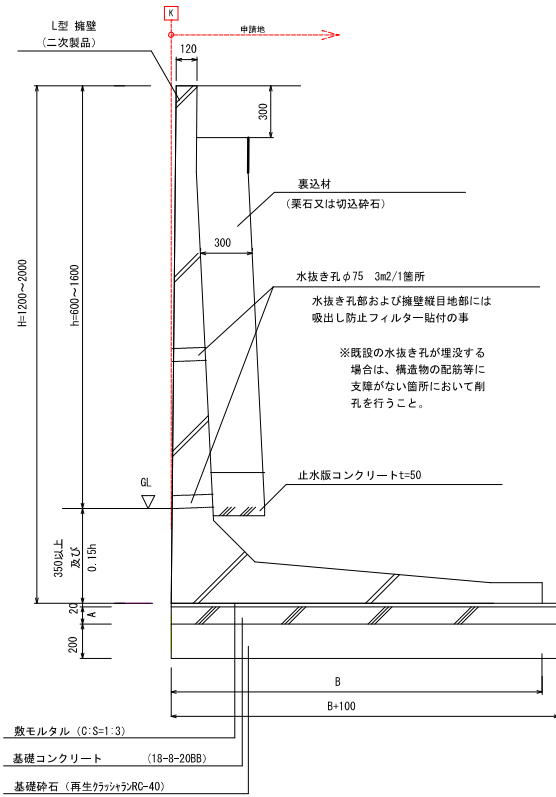 K
L型 擁壁
(二次製品)
申請地
120
300
裏込材
(栗石又は切込砕石)
300
水抜き孔φ75 3m2/1箇所
水抜き孔部および擁壁縦目地部には
吸出し防止フィルター貼付の事
※既設の水抜き孔が埋没する
場合は、構造物の配筋等に
支障がない箇所において削
孔を行うこと。
H=1200～2000
h=600～1600
GL
止水版コンクリートt=50
350以上
及び
0.15h
20
A
200
B
B+100
敷モルタル (C:S=1:3)
基礎コンクリート (18-8-20BB)
基礎砕石 (再生クラッシャランRC-40)